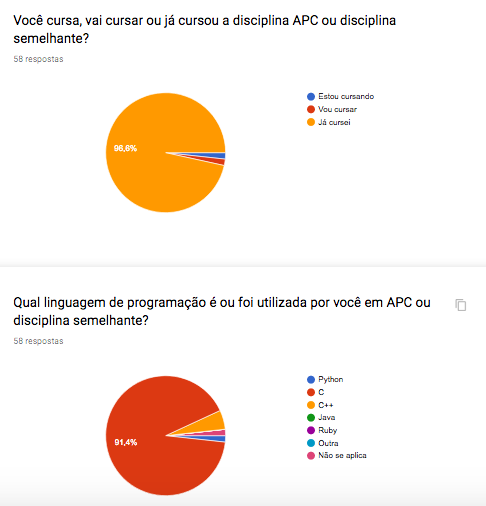 Você cursa, vai cursar ou já cursou a disciplina APC ou disciplina
semelhante?
58 respostas
96,6%
Estou cursando
Vou cursar
Já cursei
Qual linguagem de programação é ou foi utilizada por você em APC ou
disciplina semelhante?
58 respostas
91,4%
Python
C
C++
Java
Ruby
Outra
Não se aplica